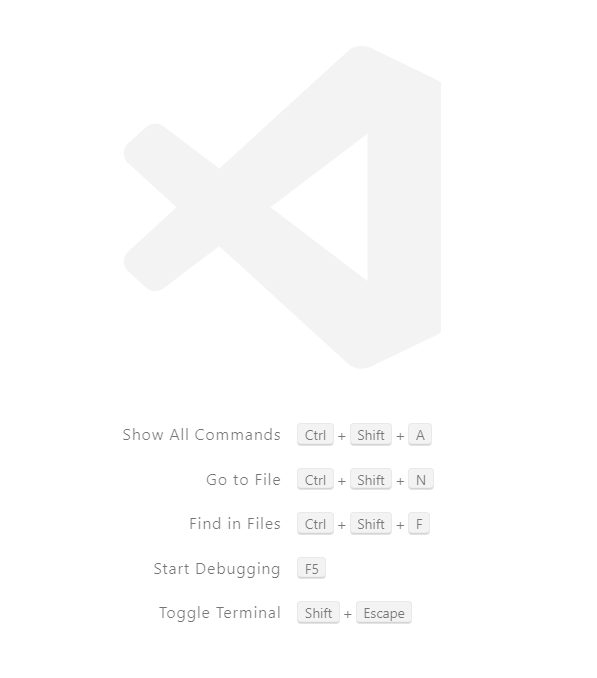 Show All Commands Ctrl + Shift + A
Go to File Ctrl + Shift + N
Find in Files Ctrl + Shift + F
Start Debugging F5
Toggle Terminal Shift + Escape